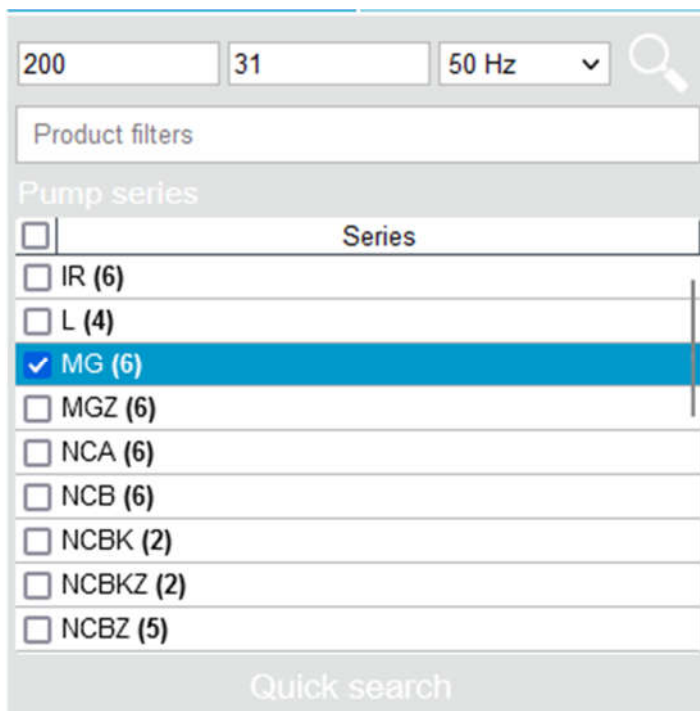 200 31 50 Hz
Product filters
Pump series
Series
IR (6)
L (4)
MG (6)
MGZ (6)
NCA (6)
NCB (6)
NCBK (2)
NCBKZ (2)
NCBZ (5)
Quick search